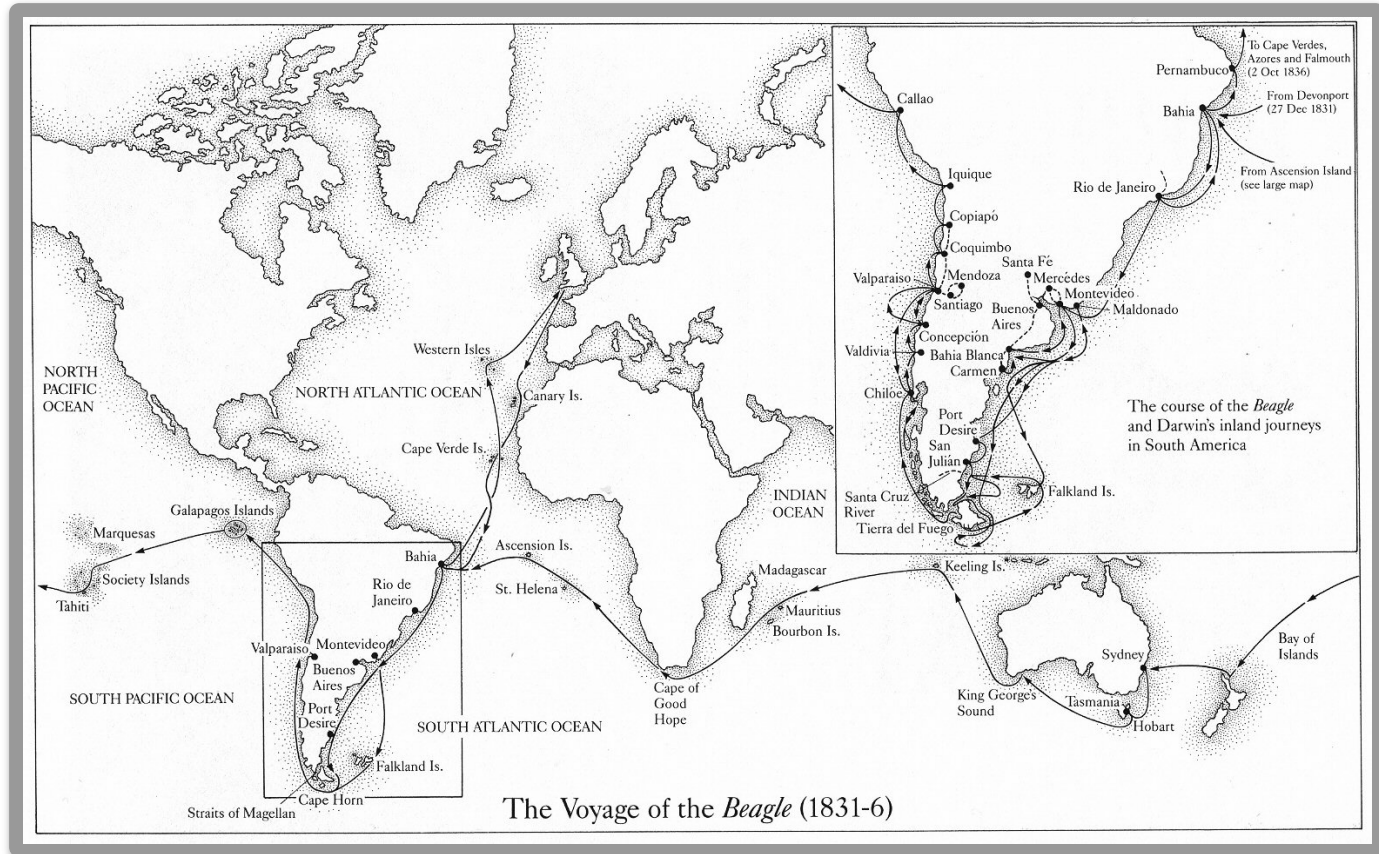 To Cape Verdes,
Azores and Falmouth
(2 Oct 1836)
Pernambuco
From Devonport
(27 Dec 1831)
Callao
Bahia
From Ascension Island
(see large map)
Iquique
Rio de Janeiro
Copiapó
Coquimbo
Santa Fé
Valparaiso
Mendoza
Mercédes
Santiago
Montevideo
Buenos
Aires
Maldonado
Concepción
Valdivia
Bahia Blanca
Carmen
Chiloe
The course of the Beagle
and Darwin's inland journeys
in South America
Port
Desire
San
Julián
Santa Cruz
River
Falkland Is.
Tierra del Fuego
NORTH
PACIFIC
OCEAN
Western Isles
NORTH ATLANTIC OCEAN
Canary Is.
Cape Verde Is.
INDIAN
OCEAN
Galapagos Islands
Marquesas
Society Islands
Tahiti
Bahia
Ascension Is.
St. Helena
Rio de
Janeiro
Madagascar
Mauritius
Bourbon Is.
Keeling Is.
Valparaiso
Montevideo
Buenos
Aires
Sydney
Bay of
Islands
SOUTH PACIFIC OCEAN
Port
Desire
SOUTH ATLANTIC OCEAN
Cape of
Good
Hope
King George's
Sound
Tasmania
Hobart
Falkland Is.
Cape Horn
Straits of Magellan
The Voyage of the Beagle (1831-6)